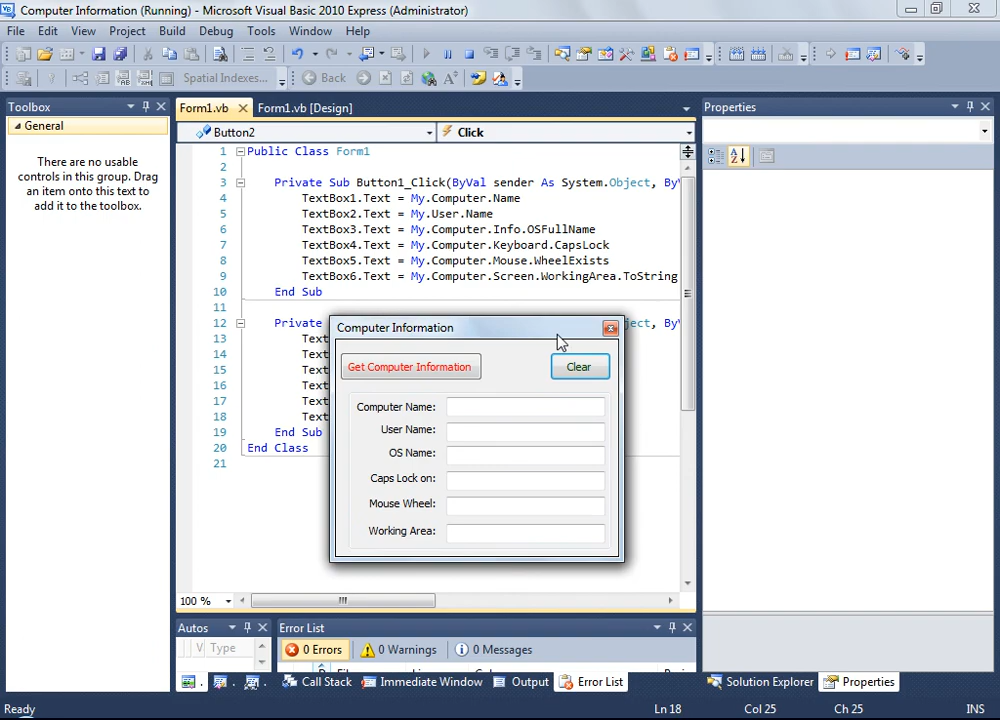 Computer Information (Running) - Microsoft Visual Basic 2010 Express (Administrator)
File Edit View Project Build Debug Tools Window Help
Spatial Indexes... Back
Toolbox
General
There are no usable
controls in this group. Drag
an item onto this text to
add it to the toolbox.
Form1.vb Form1.vb [Design]
Button2 Click
1 Public Class Form1
2
3 Private Sub Button1_Click(ByVal sender As System.Object, By
4 TextBox1.Text = My.Computer.Name
5 TextBox2.Text = My.User.Name
6 TextBox3.Text = My.Computer.Info.OSFullName
7 TextBox4.Text = My.Computer.Keyboard.CapsLock
8 TextBox5.Text = My.Computer.Mouse.WheelExists
9 TextBox6.Text = My.Computer.Screen.WorkingArea.ToString
10 End Sub
11
12 Private ject, By
13 Text
14 Text
15 Text
16 Text
17 Text
18 Text
19 End Sub
20 End Class
21
Computer Information
Get Computer Information Clear
Computer Name:
User Name:
OS Name:
Caps Lock on:
Mouse Wheel:
Working Area:
100 %
Properties
Autos
V Type
Error List
0 Errors 0 Warnings 0 Messages
Call Stack Immediate Window Output Error List
Solution Explorer Properties
Ready Ln 18 Col 25 Ch 25 INS